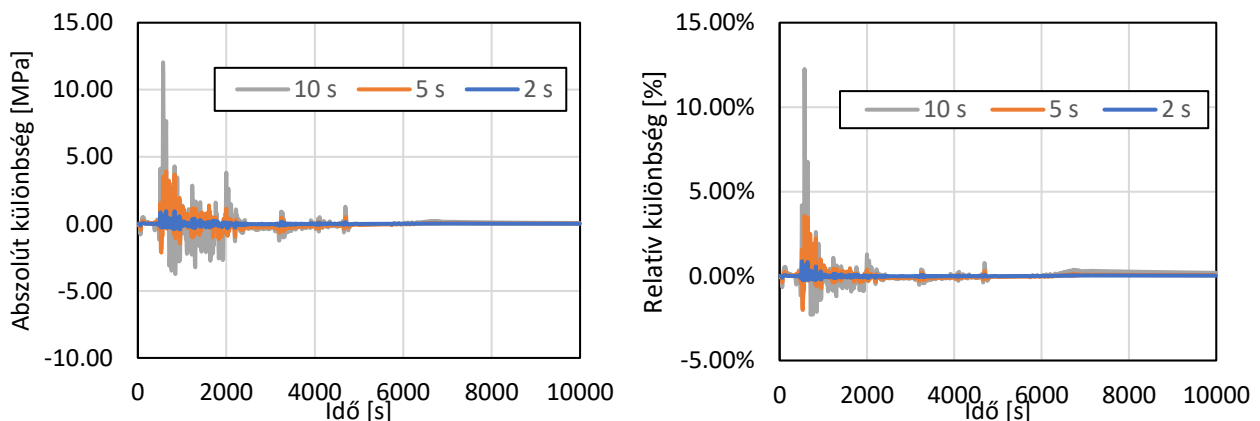 15.00
10.00
5.00
0.00
-5.00
-10.00
Abszolút különbség [MPa]
10 s 5 s 2 s
0 2000 4000 6000 8000 10000
Idő [s]
15.00%
10.00%
5.00%
0.00%
-5.00%
Relatív különbség [%]
10 s 5 s 2 s
0 2000 4000 6000 8000 10000
Idő [s]